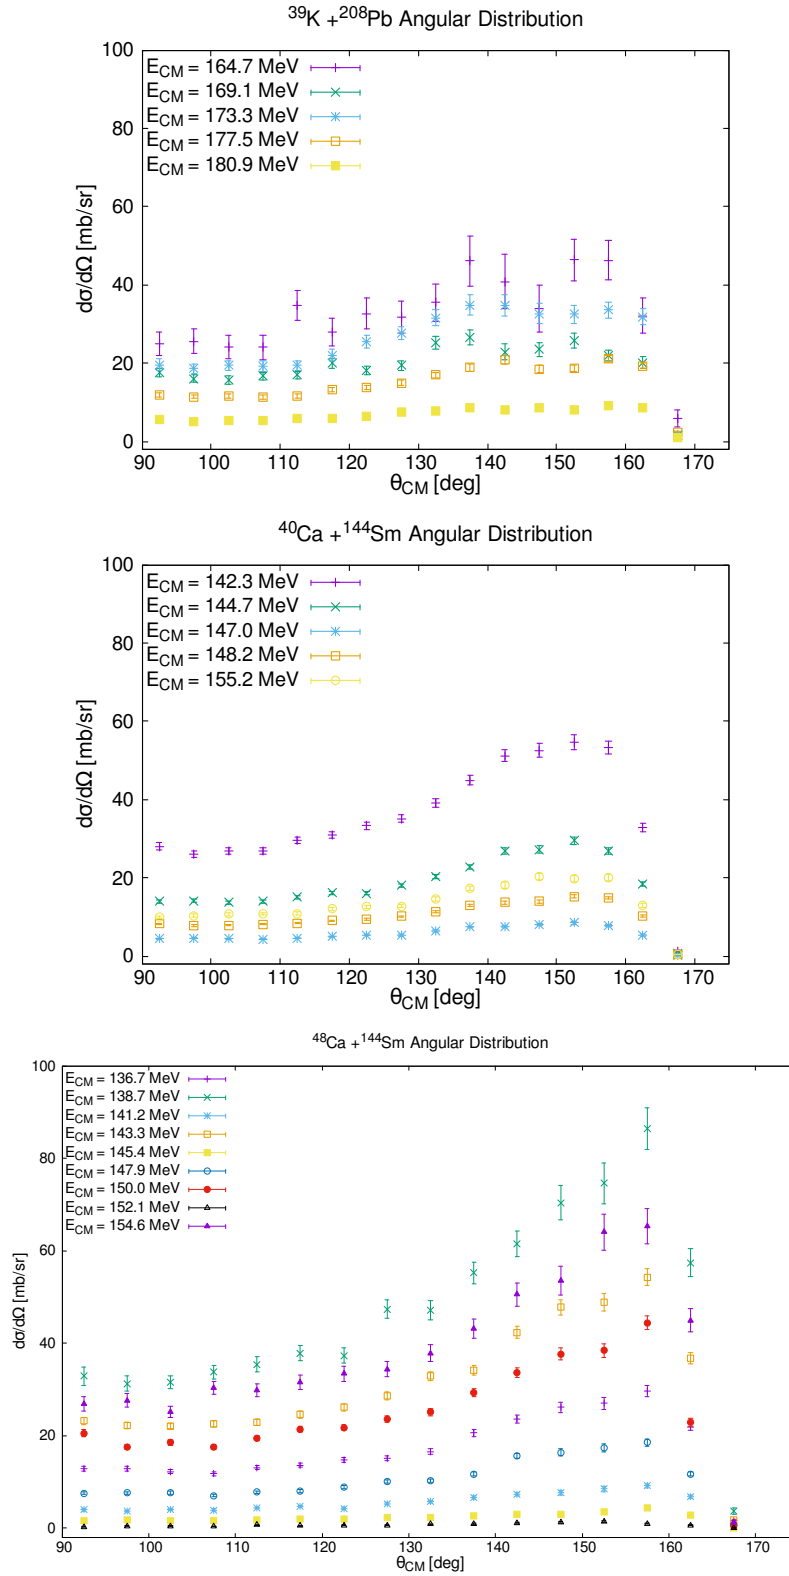 ³⁹K +²⁰⁸Pb Angular Distribution
E_CM = 164.7 MeV
E_CM = 169.1 MeV
E_CM = 173.3 MeV
E_CM = 177.5 MeV
E_CM = 180.9 MeV
100
80
60
40
20
0
dσ/dΩ [mb/sr]
90 100 110 120 130 140 150 160 170
θ_CM [deg]
⁴⁰Ca +¹⁴⁴Sm Angular Distribution
E_CM = 142.3 MeV
E_CM = 144.7 MeV
E_CM = 147.0 MeV
E_CM = 148.2 MeV
E_CM = 155.2 MeV
100
80
60
40
20
0
dσ/dΩ [mb/sr]
90 100 110 120 130 140 150 160 170
θ_CM [deg]
⁴⁸Ca +¹⁴⁴Sm Angular Distribution
E_CM = 136.7 MeV
E_CM = 138.7 MeV
E_CM = 141.2 MeV
E_CM = 143.3 MeV
E_CM = 145.4 MeV
E_CM = 147.9 MeV
E_CM = 150.0 MeV
E_CM = 152.1 MeV
E_CM = 154.6 MeV
100
80
60
40
20
0
dσ/dΩ [mb/sr]
90 100 110 120 130 140 150 160 170
θ_CM [deg]